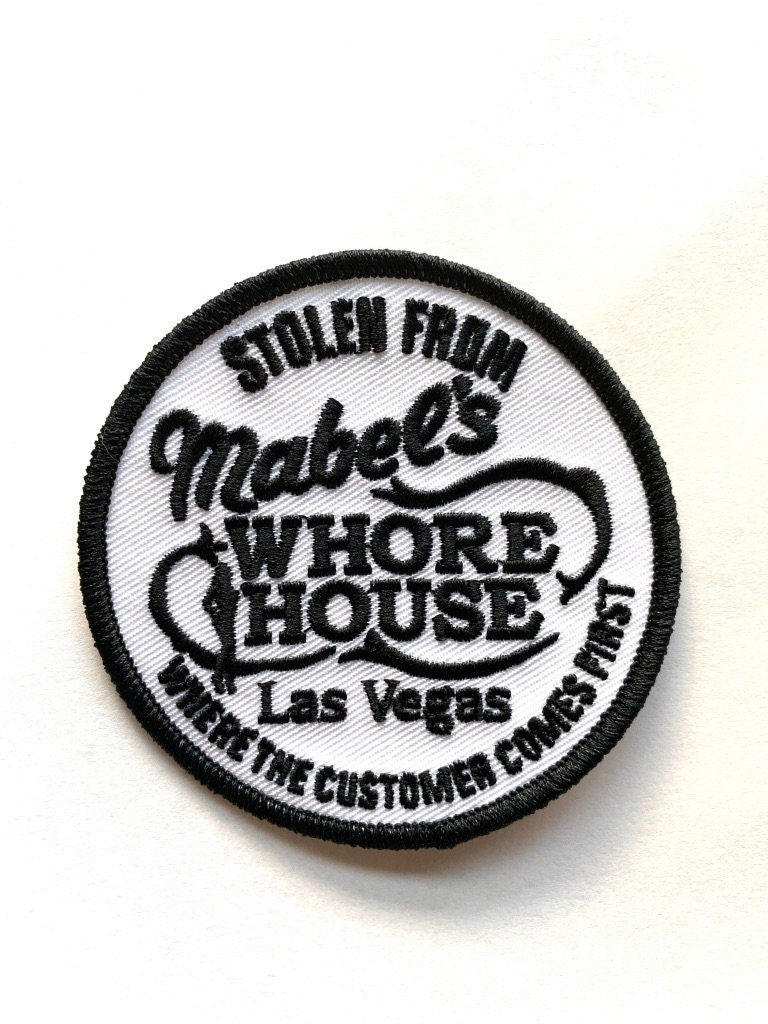 STOLEN FROM
Mabel's
WHORE
HOUSE
Las Vegas
WHERE THE CUSTOMER COMES FIRST